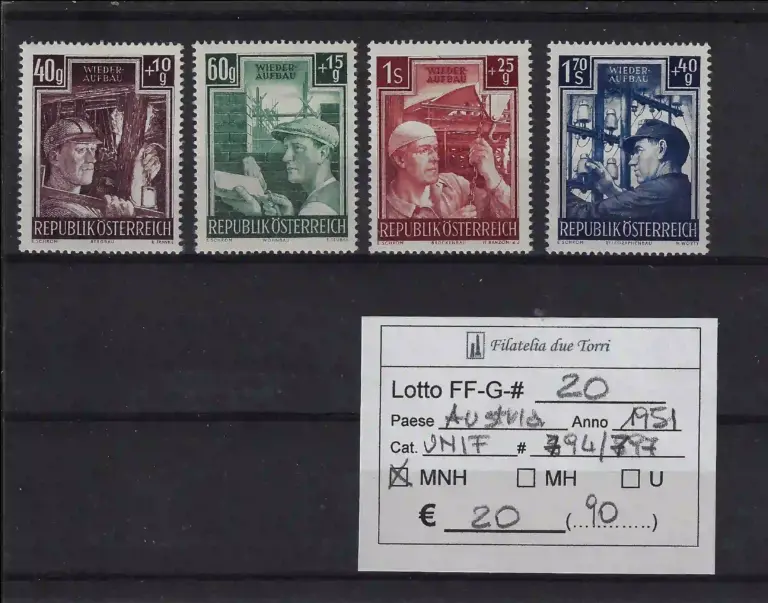 40g WIEDER- AUFBAU +10g
REPUBLIK ÖSTERREICH
60g WIEDER- AUFBAU +15g
REPUBLIK ÖSTERREICH
1S WIEDER- AUFBAU +25g
REPUBLIK ÖSTERREICH
1.70S WIEDER- AUFBAU +40g
REPUBLIK ÖSTERREICH
Filatelia due Torri
Lotto FF-G-# 20
Paese Austria Anno 1951
Cat. UNIF # 794/797
MNH MH U
€ 20 (...90...)